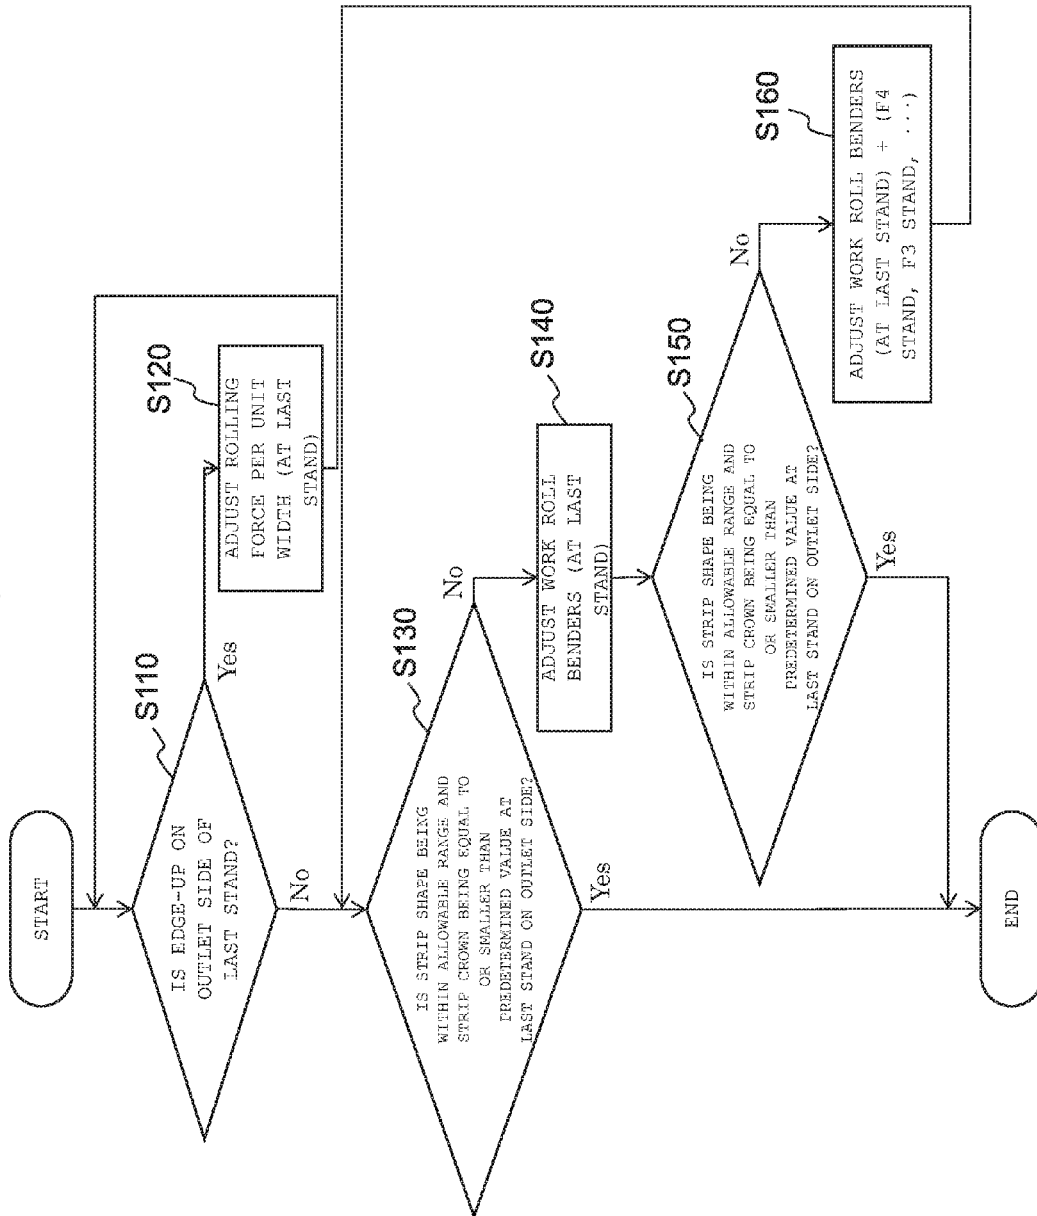 START
S110
IS EDGE-UP ON
OUTLET SIDE OF
LAST STAND?
Yes
No
S120
ADJUST ROLLING
FORCE PER UNIT
WIDTH (AT LAST
STAND)
S130
IS STRIP SHAPE BEING
WITHIN ALLOWABLE RANGE AND
STRIP CROWN BEING EQUAL TO
OR SMALLER THAN
PREDETERMINED VALUE AT
LAST STAND ON OUTLET SIDE?
No
Yes
S140
ADJUST WORK ROLL
BENDERS (AT LAST
STAND)
S150
IS STRIP SHAPE BEING
WITHIN ALLOWABLE RANGE AND
STRIP CROWN BEING EQUAL TO
OR SMALLER THAN
PREDETERMINED VALUE AT
LAST STAND ON OUTLET SIDE?
No
Yes
S160
ADJUST WORK ROLL BENDERS
(AT LAST STAND) + (F4
STAND, F3 STAND, ···)
END